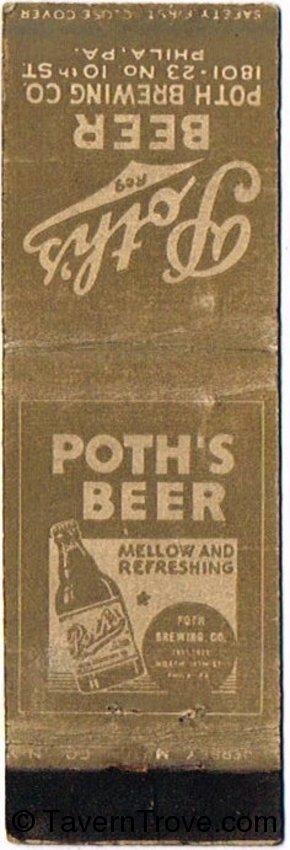 SAFETY FIRST CLOSE COVER
POTH BREWING CO.
1801-23 No. 10th ST.
PHILA., PA.
Poth's
Reg
BEER
POTH'S
BEER
MELLOW AND
REFRESHING
Poth's
POTH
BREWING CO.
© TavernTrove.com